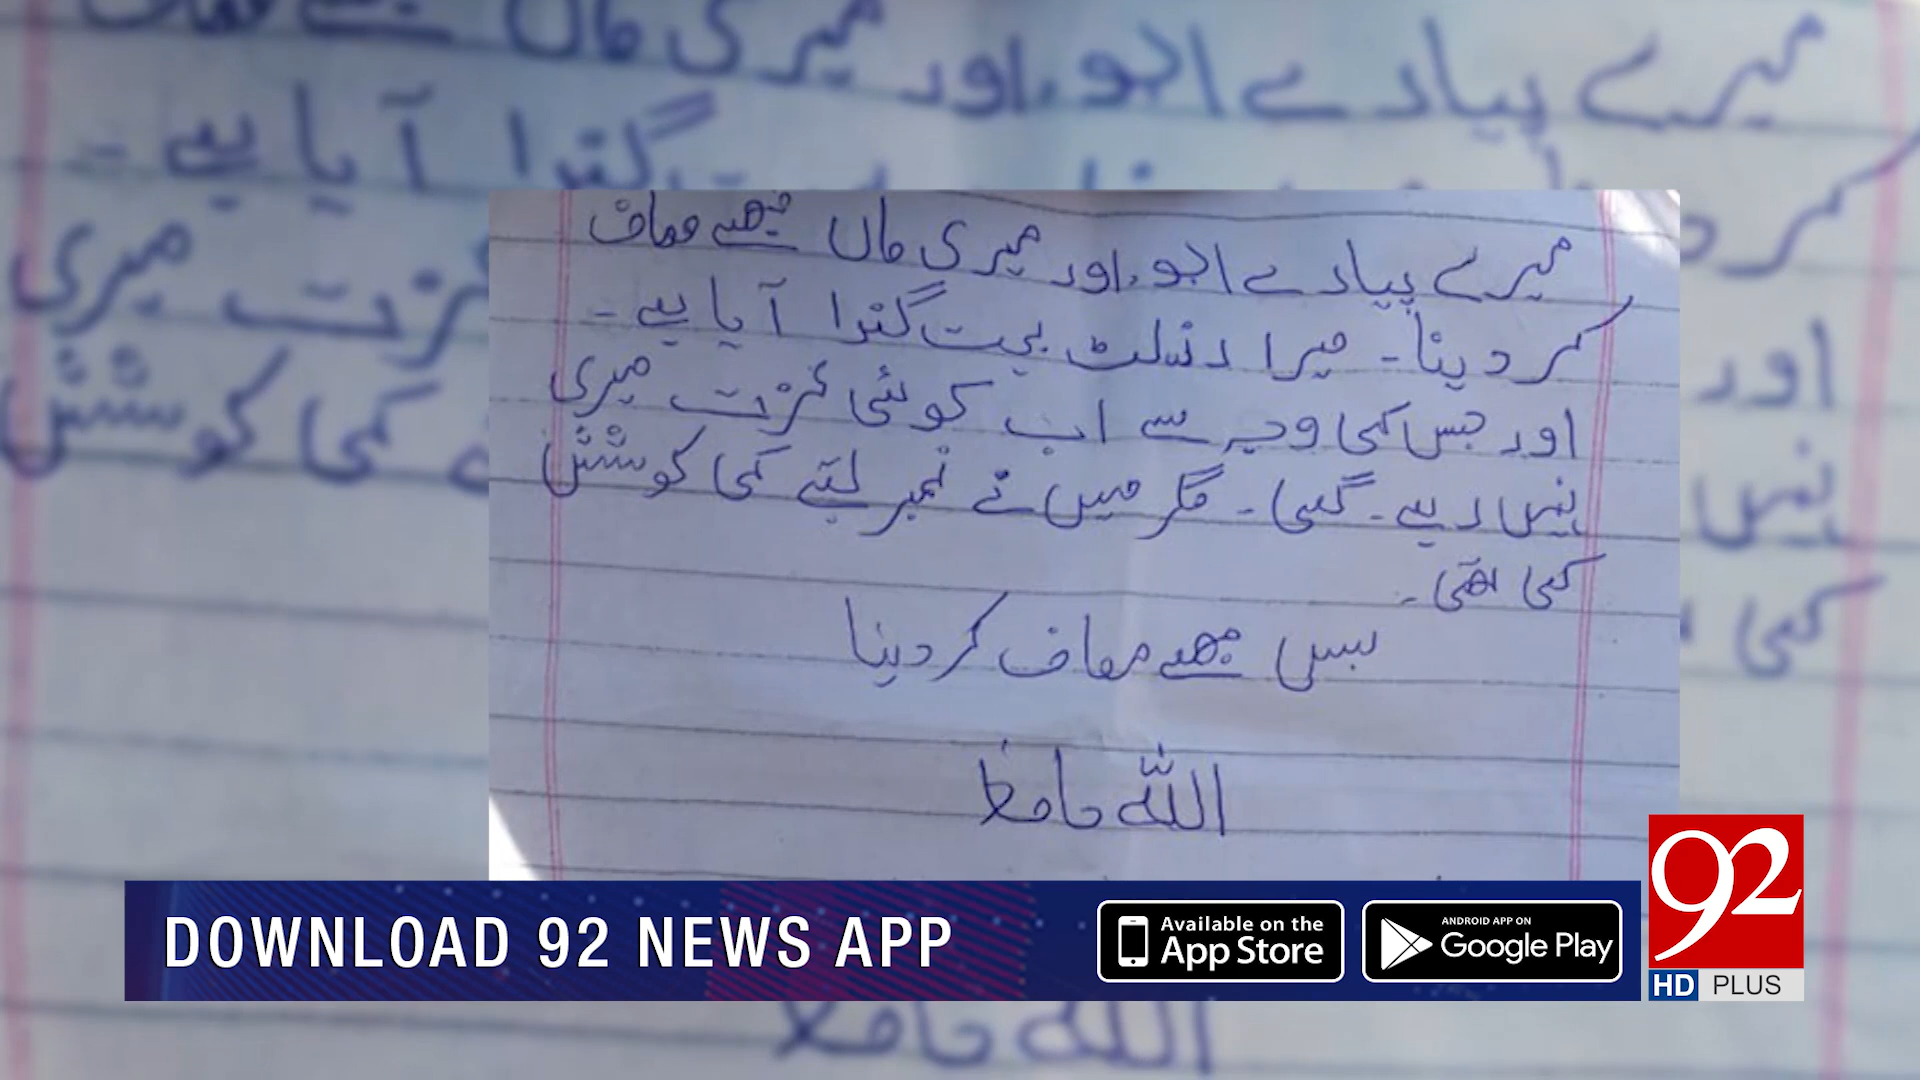 میرے پیارے ابو، اور میری ماں مجھے معاف
کر دینا۔ میرا رزلٹ بہت گندا آیا ہے۔
اور جس کی وجہ سے اب کوئی عزت میری
نہیں رہے۔ گئی۔ مگر میں نے نمبر لینے کی کوشش
کی تھی۔
بس مجھے معاف کر دینا
اللہ حافظ
DOWNLOAD 92 NEWS APP
Available on the
App Store
ANDROID APP ON
Google Play
92
HD PLUS